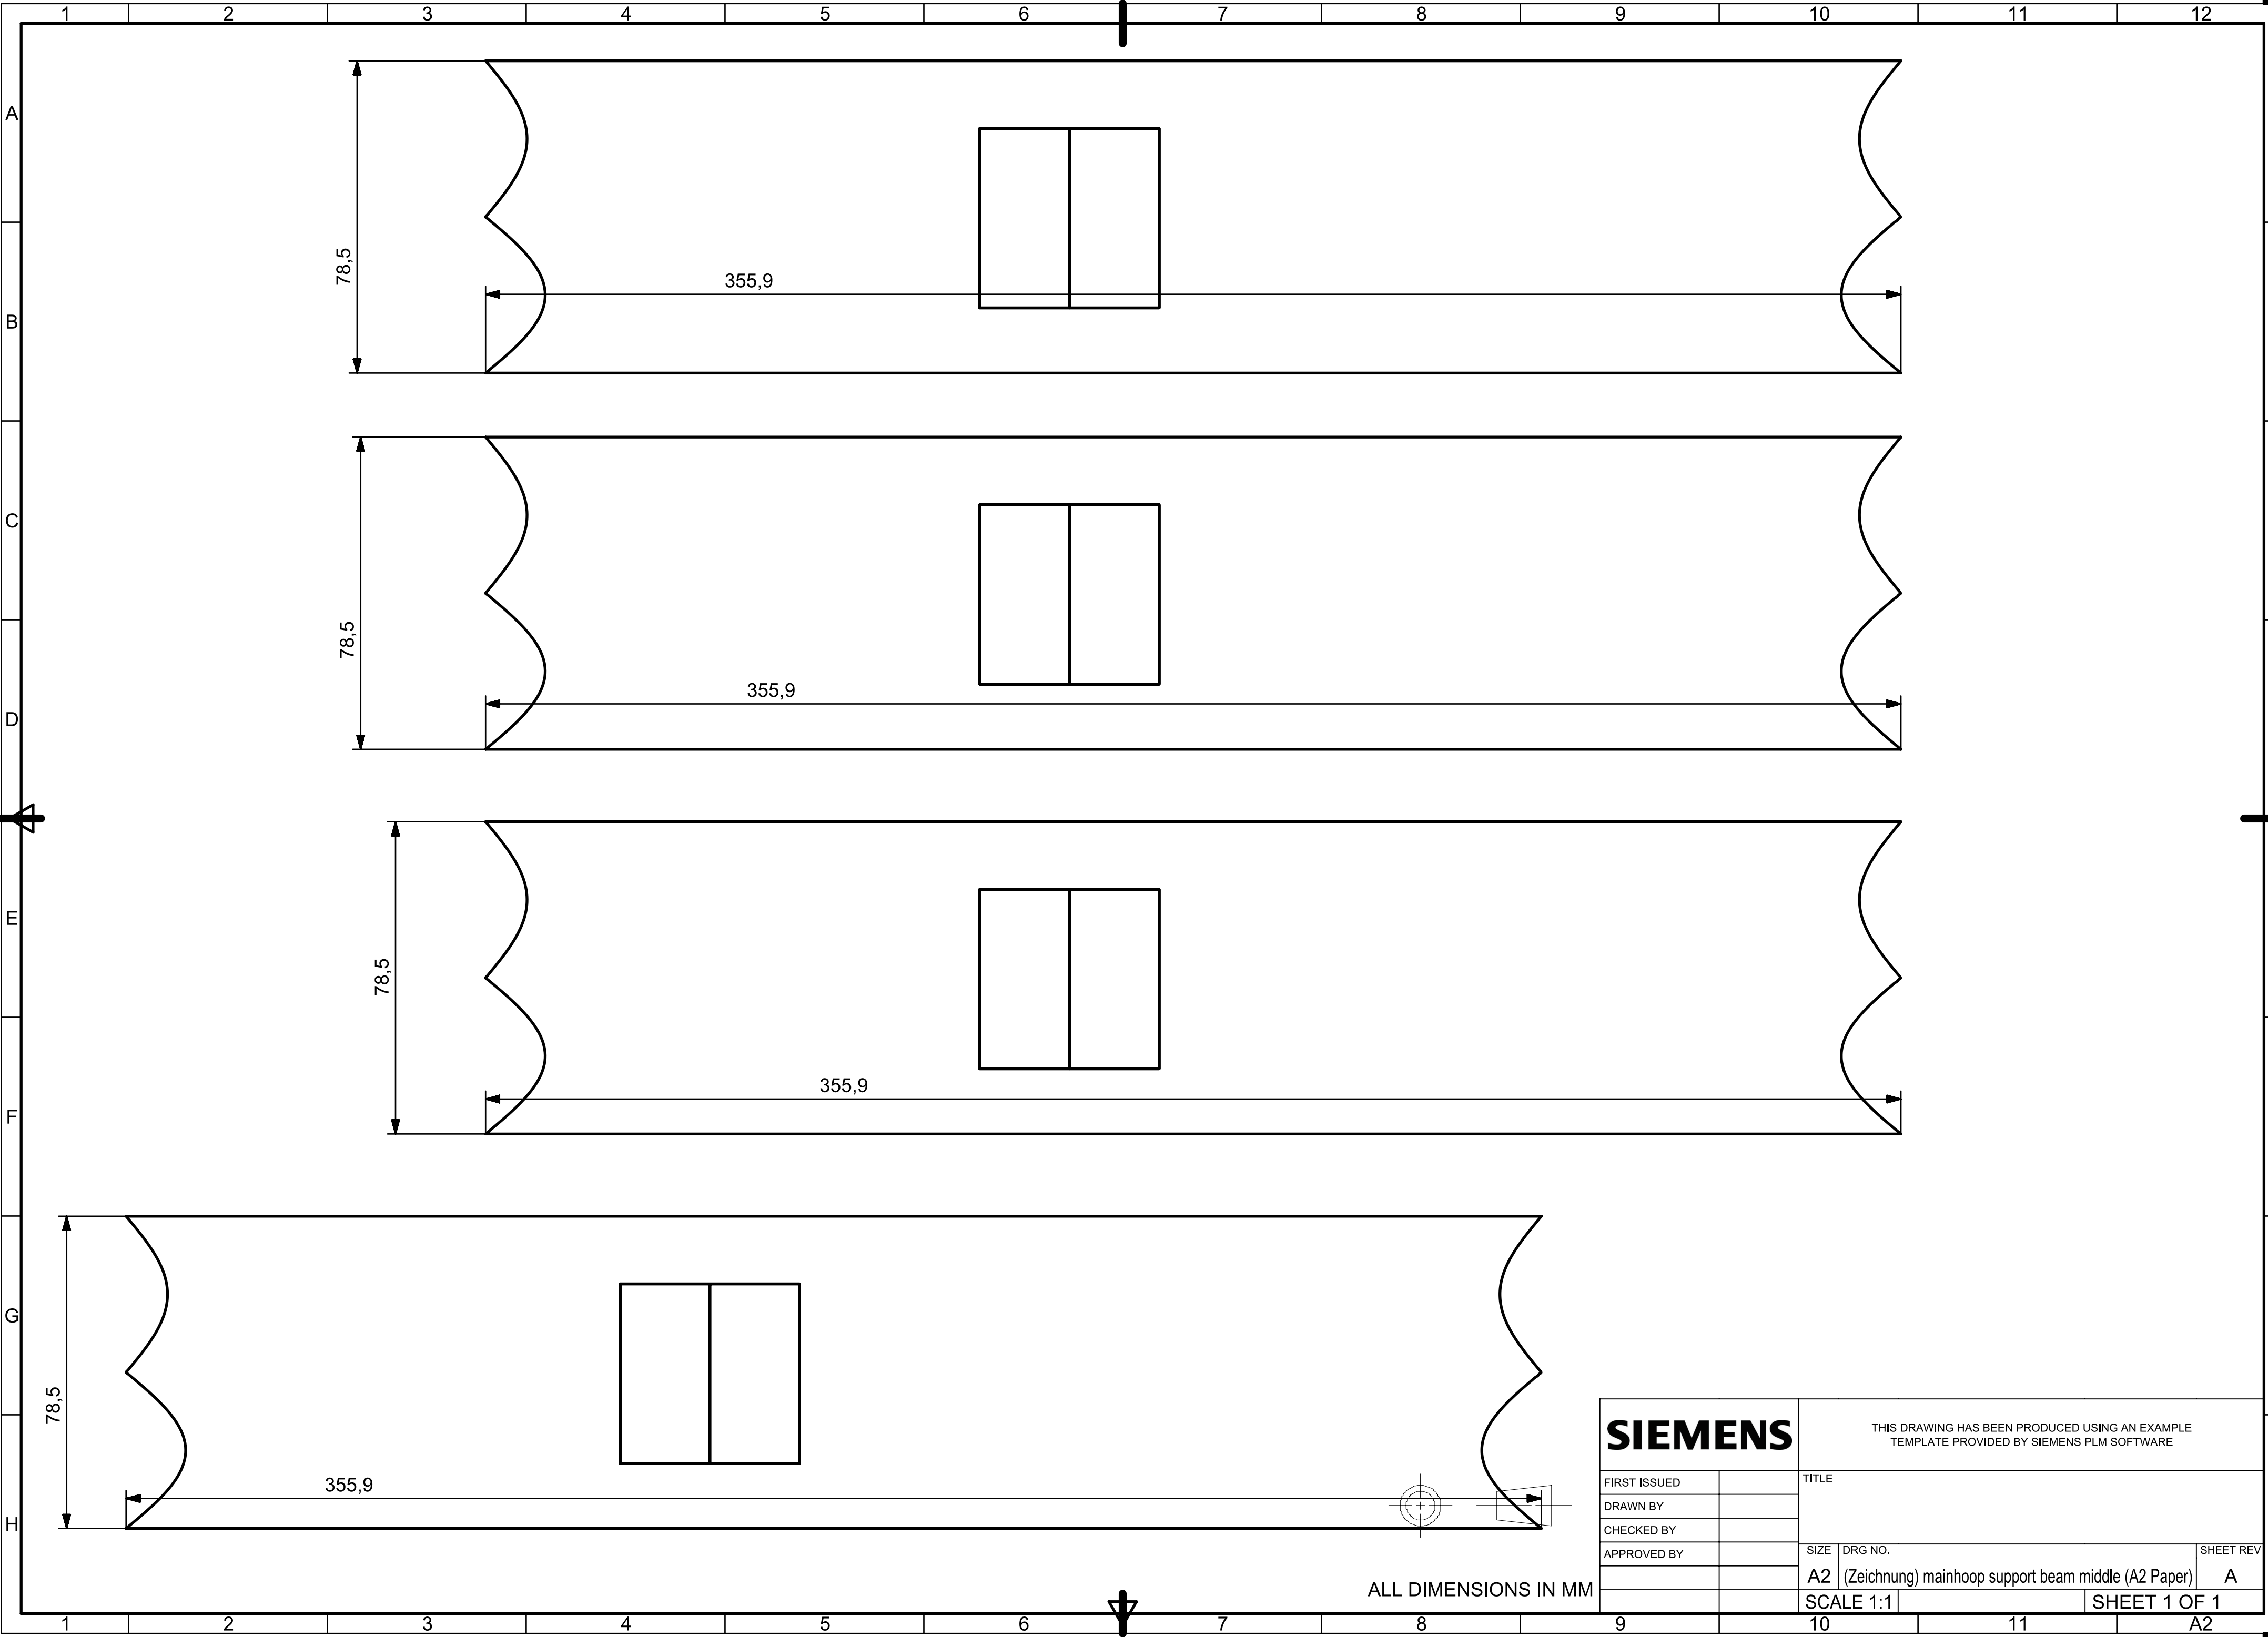 1 2 3 4 5 6 7 8 9 10 11 12
A
B
C
D
E
F
G
H
78,5
355,9
78,5
355,9
78,5
355,9
78,5
355,9
ALL DIMENSIONS IN MM
SIEMENS
THIS DRAWING HAS BEEN PRODUCED USING AN EXAMPLE
TEMPLATE PROVIDED BY SIEMENS PLM SOFTWARE
FIRST ISSUED
DRAWN BY
CHECKED BY
APPROVED BY
TITLE
SIZE DRG NO. SHEET REV
A2 (Zeichnung) mainhoop support beam middle (A2 Paper) A
SCALE 1:1 SHEET 1 OF 1
1 2 3 4 5 6 7 8 9 10 11 A2